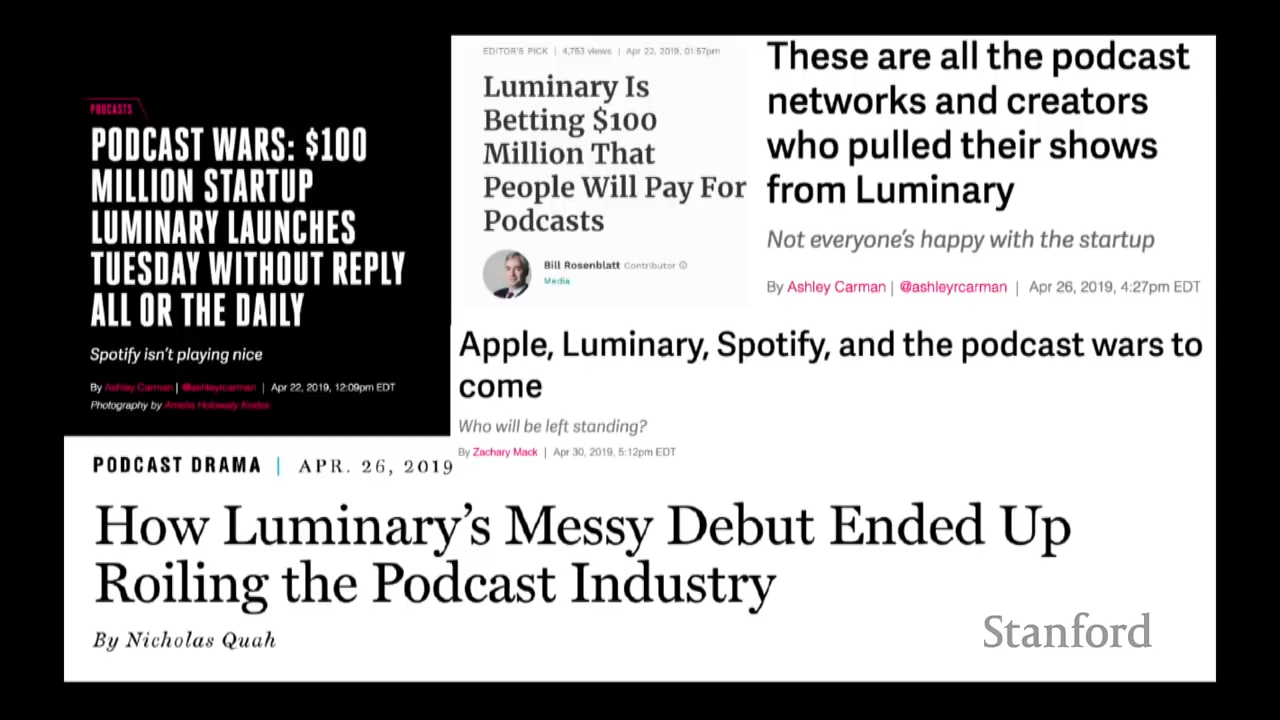 PODCASTS
PODCAST WARS: $100
MILLION STARTUP
LUMINARY LAUNCHES
TUESDAY WITHOUT REPLY
ALL OR THE DAILY
Spotify isn't playing nice
By Ashley Carman | @ashleyrcarman | Apr 22, 2019, 12:09pm EDT
Photography by Amelia Holowaty Krales
EDITOR'S PICK | 4,753 views | Apr 22, 2019, 01:57pm
Luminary Is
Betting $100
Million That
People Will Pay For
Podcasts
Bill Rosenblatt Contributor
Media
These are all the podcast
networks and creators
who pulled their shows
from Luminary
Not everyone's happy with the startup
By Ashley Carman | @ashleyrcarman | Apr 26, 2019, 4:27pm EDT
Apple, Luminary, Spotify, and the podcast wars to
come
Who will be left standing?
By Zachary Mack | Apr 30, 2019, 5:12pm EDT
PODCAST DRAMA | APR. 26, 2019
How Luminary's Messy Debut Ended Up
Roiling the Podcast Industry
By Nicholas Quah
Stanford